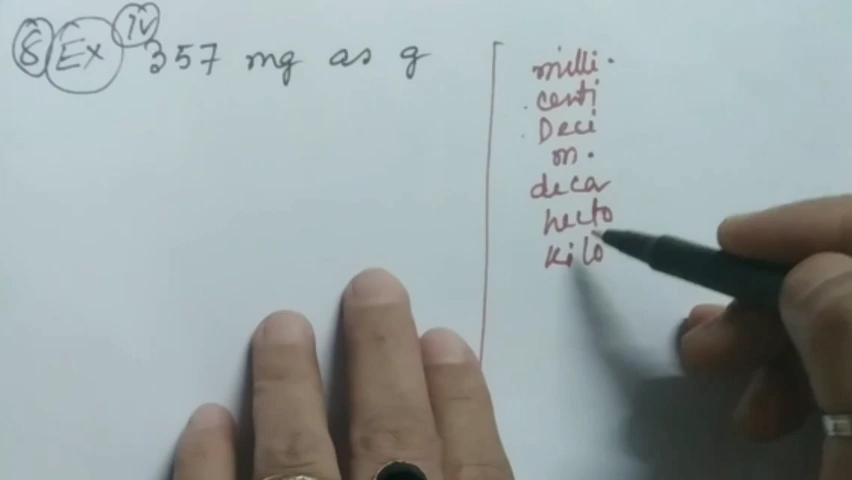 8 Ex iv 357 mg as g
milli
centi
Deci
m
deca
hecto
Kilo